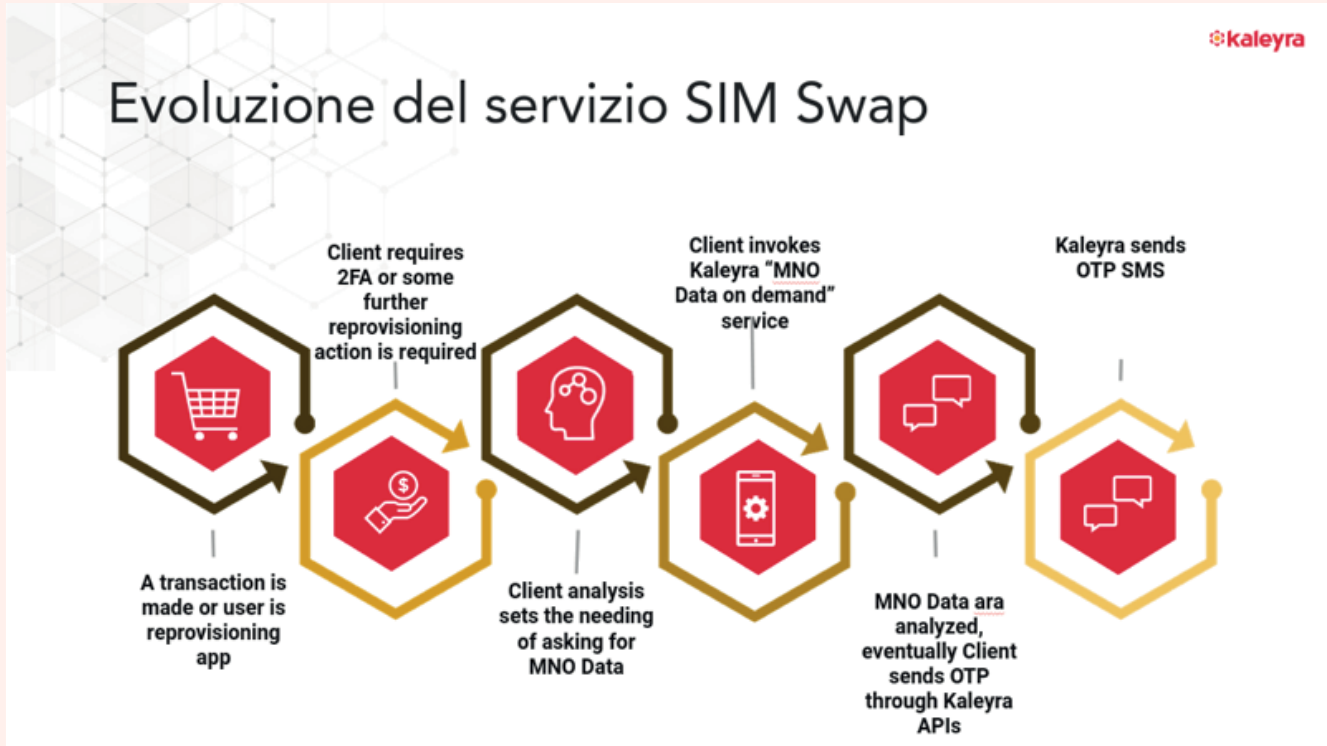 kaleyra
Evoluzione del servizio SIM Swap
A transaction is
made or user is
reprovisioning
app
Client requires
2FA or some
further
reprovisioning
action is required
$
Client analysis
sets the needing
of asking for
MNO Data
Client invokes
Kaleyra “MNO
Data on demand”
service
MNO Data ara
analyzed,
eventually Client
sends OTP
through Kaleyra
APIs
Kaleyra sends
OTP SMS